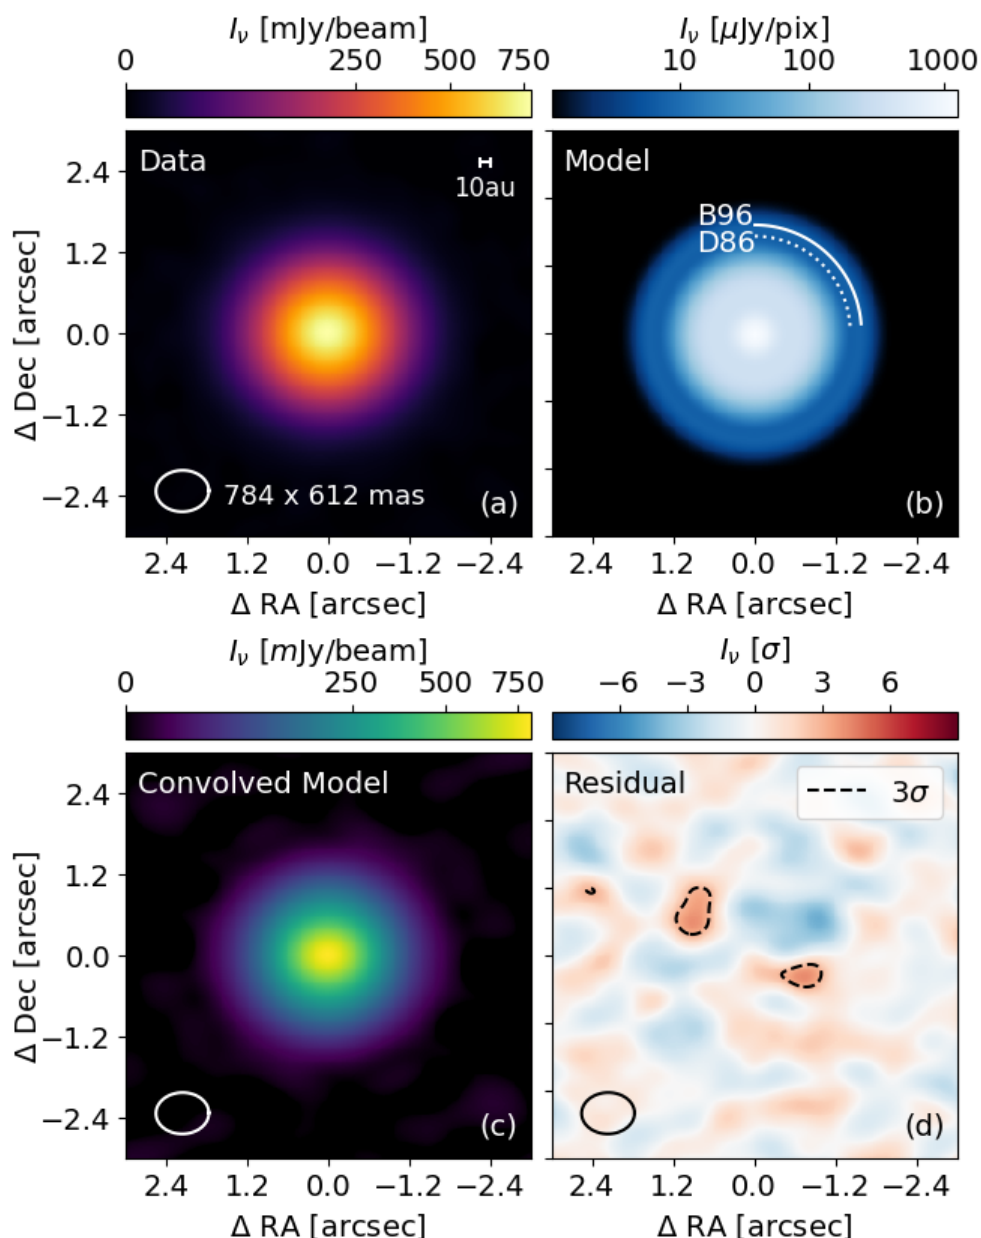 I_ν [mJy/beam]
0 250 500 750
Data
10au
2.4
1.2
0.0
−1.2
−2.4
Δ Dec [arcsec]
784 x 612 mas
(a)
2.4 1.2 0.0 −1.2 −2.4
Δ RA [arcsec]
I_ν [μJy/pix]
10 100 1000
Model
B96
D86
(b)
2.4 1.2 0.0 −1.2 −2.4
Δ RA [arcsec]
I_ν [mJy/beam]
0 250 500 750
Convolved Model
2.4
1.2
0.0
−1.2
−2.4
Δ Dec [arcsec]
(c)
2.4 1.2 0.0 −1.2 −2.4
Δ RA [arcsec]
I_ν [σ]
−6 −3 0 3 6
Residual
3σ
(d)
2.4 1.2 0.0 −1.2 −2.4
Δ RA [arcsec]